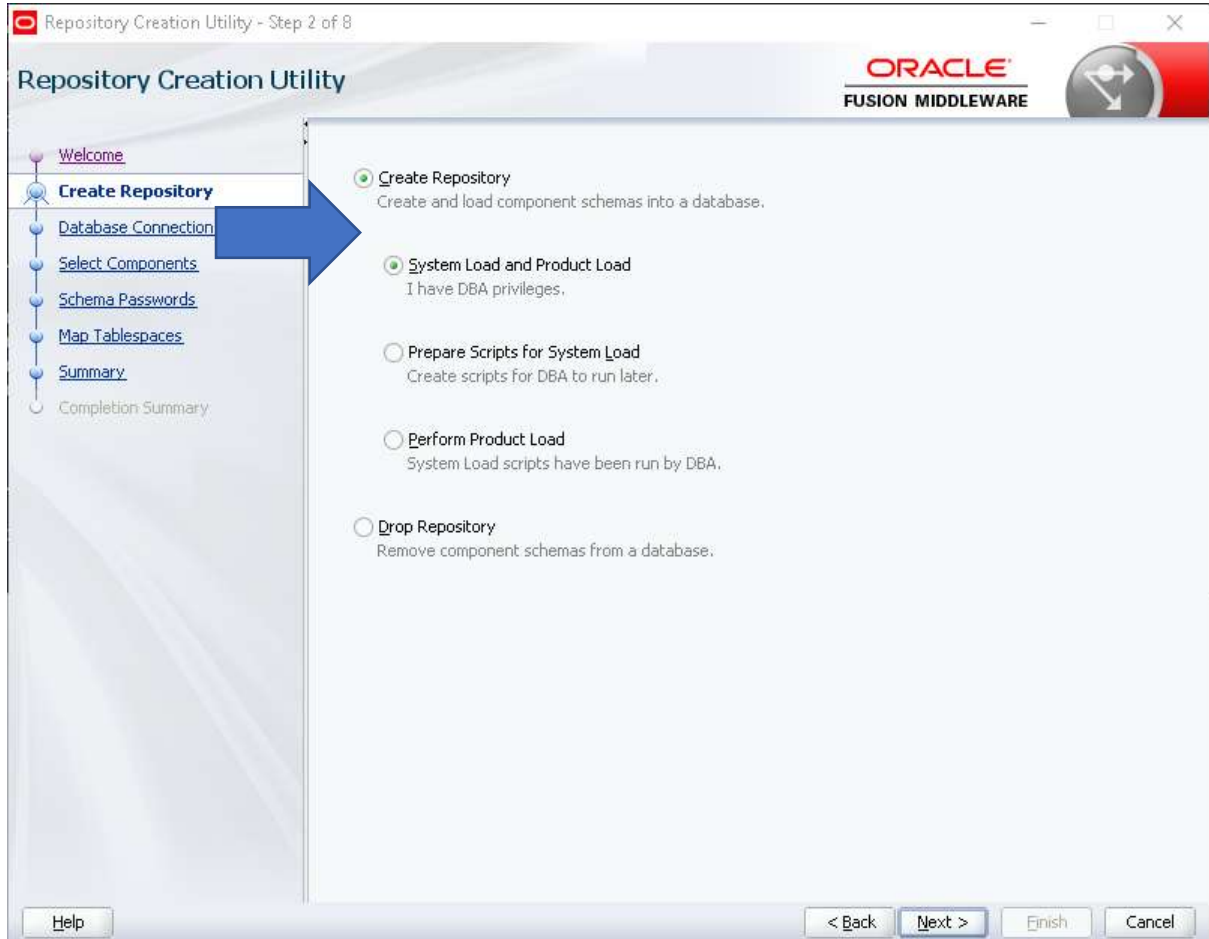 Repository Creation Utility - Step 2 of 8
Repository Creation Utility
ORACLE
FUSION MIDDLEWARE
Welcome
Create Repository
Database Connection
Select Components
Schema Passwords
Map Tablespaces
Summary
Completion Summary
Create Repository
Create and load component schemas into a database.
System Load and Product Load
I have DBA privileges.
Prepare Scripts for System Load
Create scripts for DBA to run later.
Perform Product Load
System Load scripts have been run by DBA.
Drop Repository
Remove component schemas from a database.
Help
< Back
Next >
Finish
Cancel